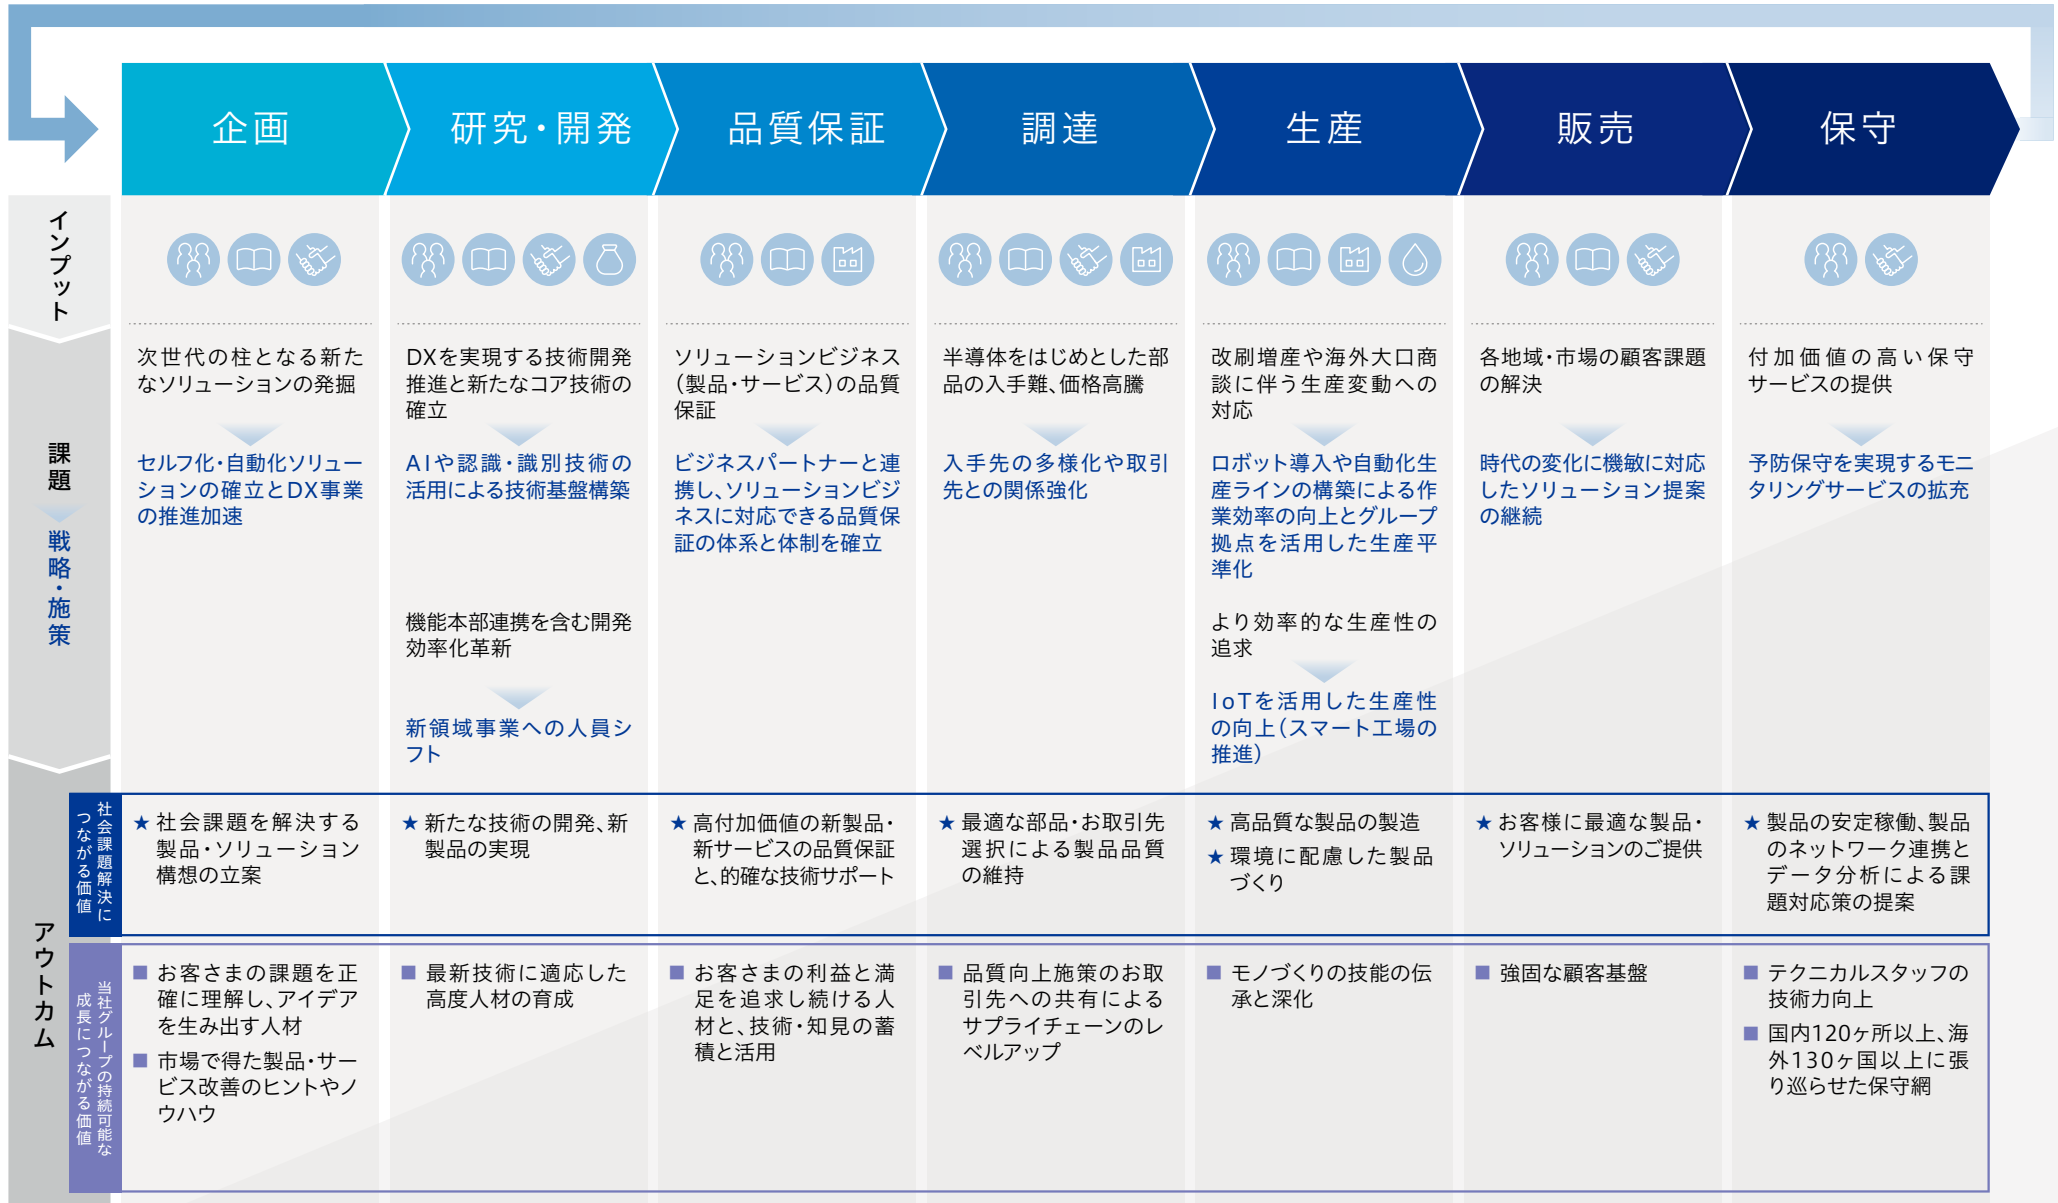 企画
研究・開発
品質保証
調達
生産
販売
保守
インプット
課題
戦略・施策
次世代の柱となる新た
なソリューションの発掘
セルフ化・自動化ソリュー
ションの確立とDX事業
の推進加速
DXを実現する技術開発
推進と新たなコア技術の
確立
AIや認識・識別技術の
活用による技術基盤構築
機能本部連携を含む開発
効率化革新
新領域事業への人員シ
フト
ソリューションビジネス
(製品・サービス)の品質
保証
ビジネスパートナーと連
携し、ソリューションビジ
ネスに対応できる品質保
証の体系と体制を確立
半導体をはじめとした部
品の入手難、価格高騰
入手先の多様化や取引
先との関係強化
改刷増産や海外大口商
談に伴う生産変動への
対応
ロボット導入や自動化生
産ラインの構築による作
業効率の向上とグループ
拠点を活用した生産平
準化
より効率的な生産性の
追求
IoTを活用した生産性
の向上(スマート工場の
推進)
各地域・市場の顧客課題
の解決
時代の変化に機敏に対応
したソリューション提案
の継続
付加価値の高い保守
サービスの提供
予防保守を実現するモニ
タリングサービスの拡充
アウトカム
社会課題解決に
つながる価値
★ 社会課題を解決する
製品・ソリューション
構想の立案
★ 新たな技術の開発、新
製品の実現
★ 高付加価値の新製品・
新サービスの品質保証
と、的確な技術サポート
★ 最適な部品・お取引先
選択による製品品質
の維持
★ 高品質な製品の製造
★ 環境に配慮した製品
づくり
★ お客様に最適な製品・
ソリューションのご提供
★ 製品の安定稼働、製品
のネットワーク連携と
データ分析による課
題対応策の提案
当社グループの持続可能な
成長につながる価値
■ お客さまの課題を正
確に理解し、アイデア
を生み出す人材
■ 市場で得た製品・サー
ビス改善のヒントやノ
ウハウ
■ 最新技術に適応した
高度人材の育成
■ お客さまの利益と満
足を追求し続ける人
材と、技術・知見の蓄
積と活用
■ 品質向上施策のお取
引先への共有による
サプライチェーンのレ
ベルアップ
■ モノづくりの技能の伝
承と深化
■ 強固な顧客基盤
■ テクニカルスタッフの
技術力向上
■ 国内120ヶ所以上、海
外130ヶ国以上に張
り巡らせた保守網